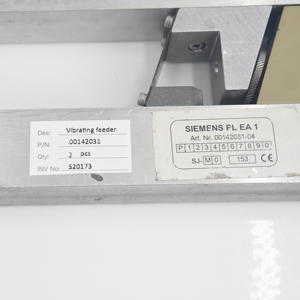 Des: Vibrating feeder
P/N: 00142031
Qty: 2 pcs
INV No: S20173
SIEMENS PL EA 1
Art. Nr. 00142031-04
P 1 2 3 4 5 6 7 8 9 0
SJ- M 0 153 CE